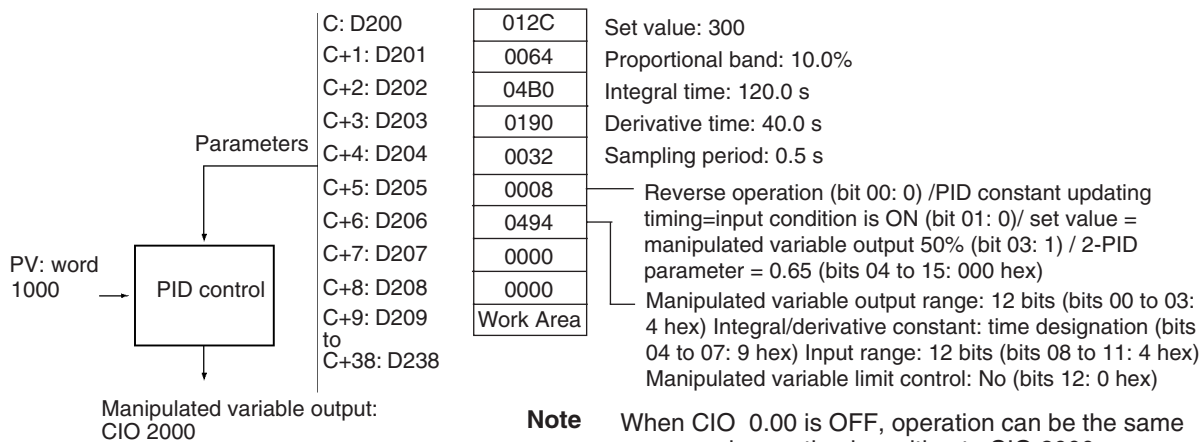 C: D200 012C Set value: 300
C+1: D201 0064 Proportional band: 10.0%
C+2: D202 04B0 Integral time: 120.0 s
C+3: D203 0190 Derivative time: 40.0 s
Parameters
C+4: D204 0032 Sampling period: 0.5 s
C+5: D205 0008
Reverse operation (bit 00: 0) /PID constant updating
timing=input condition is ON (bit 01: 0)/ set value =
manipulated variable output 50% (bit 03: 1) / 2-PID
parameter = 0.65 (bits 04 to 15: 000 hex)
C+6: D206 0494
Manipulated variable output range: 12 bits (bits 00 to 03:
4 hex) Integral/derivative constant: time designation (bits
04 to 07: 9 hex) Input range: 12 bits (bits 08 to 11: 4 hex)
Manipulated variable limit control: No (bits 12: 0 hex)
C+7: D207 0000
C+8: D208 0000
C+9: D209 Work Area
to
C+38: D238
PV: word
1000
PID control
Manipulated variable output:
CIO 2000
Note When CIO 0.00 is OFF, operation can be the same